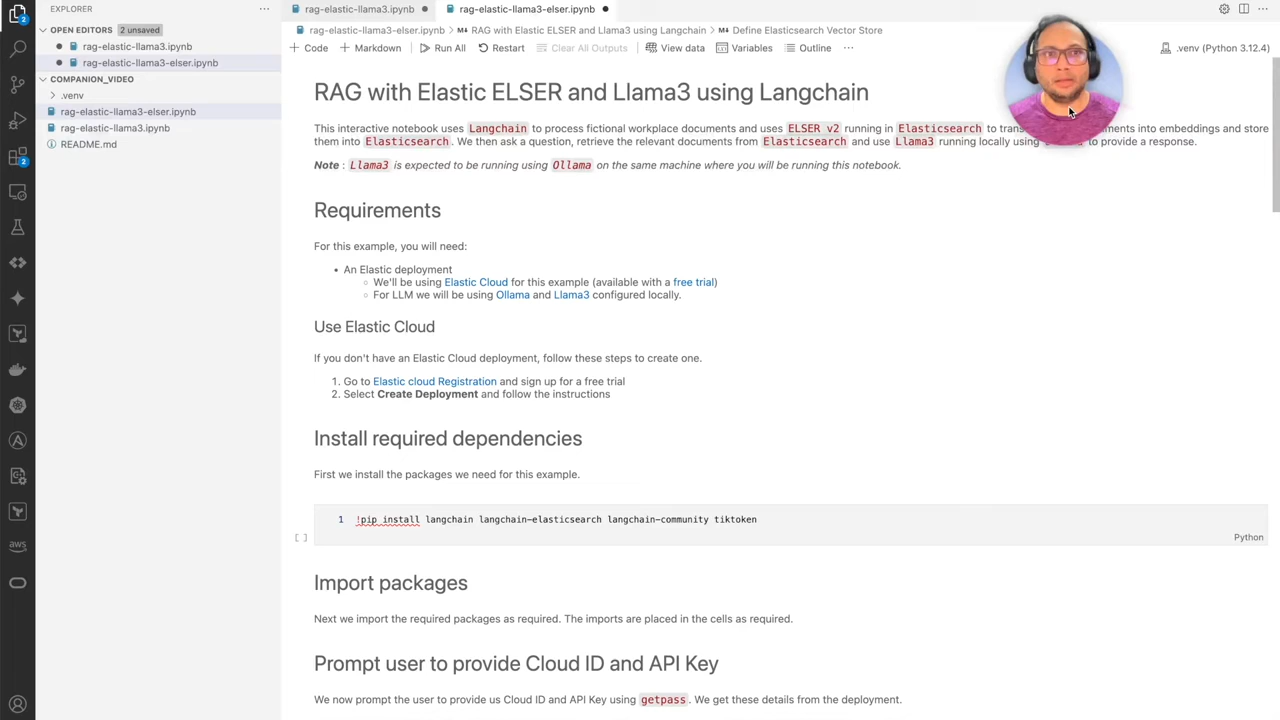 EXPLORER
OPEN EDITORS 2 unsaved
rag-elastic-llama3.ipynb
rag-elastic-llama3-elser.ipynb
COMPANION_VIDEO
.venv
rag-elastic-llama3-elser.ipynb
rag-elastic-llama3.ipynb
README.md
2
2
aws
rag-elastic-llama3.ipynb
rag-elastic-llama3-elser.ipynb
rag-elastic-llama3-elser.ipynb > RAG with Elastic ELSER and Llama3 using Langchain > Define Elasticsearch Vector Store
+ Code + Markdown Run All Restart Clear All Outputs View data Variables Outline ...
.venv (Python 3.12.4)
RAG with Elastic ELSER and Llama3 using Langchain
This interactive notebook uses Langchain to process fictional workplace documents and uses ELSER v2 running in Elasticsearch to into embeddings and store
them into Elasticsearch. We then ask a question, retrieve the relevant documents from Elasticsearch and use Llama3 running locally using to provide a response.
Note : Llama3 is expected to be running using Ollama on the same machine where you will be running this notebook.
Requirements
For this example, you will need:
• An Elastic deployment
We'll be using Elastic Cloud for this example (available with a free trial)
For LLM we will be using Ollama and Llama3 configured locally.
Use Elastic Cloud
If you don't have an Elastic Cloud deployment, follow these steps to create one.
1. Go to Elastic cloud Registration and sign up for a free trial
2. Select Create Deployment and follow the instructions
Install required dependencies
First we install the packages we need for this example.
1 !pip install langchain langchain-elasticsearch langchain-community tiktoken
[ ]
Python
Import packages
Next we import the required packages as required. The imports are placed in the cells as required.
Prompt user to provide Cloud ID and API Key
We now prompt the user to provide us Cloud ID and API Key using getpass. We get these details from the deployment.